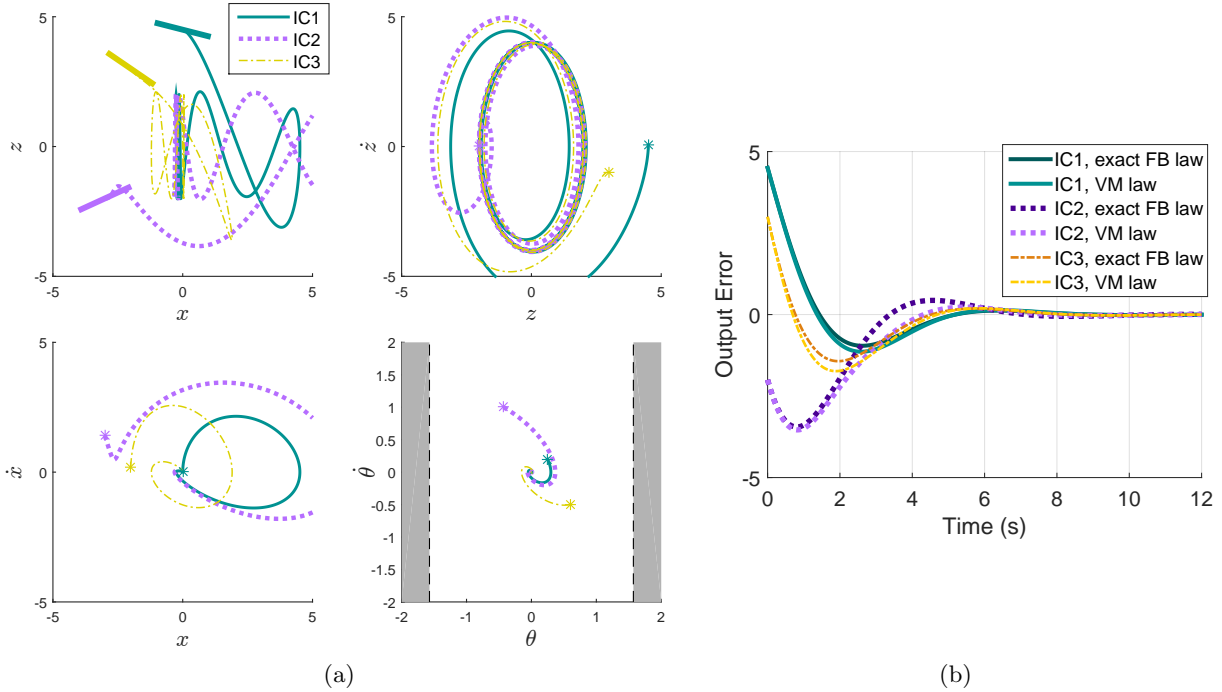 5
0
-5
-5
0
5
z
x
IC1
IC2
IC3
5
0
-5
-5
0
5
ż
z
5
0
-5
-5
0
5
ẋ
x
2
1.5
1
0.5
0
-0.5
-1
-1.5
-2
-2
-1
0
1
2
θ̇
θ
(a)
5
0
-5
0
2
4
6
8
10
12
Output Error
Time (s)
IC1, exact FB law
IC1, VM law
IC2, exact FB law
IC2, VM law
IC3, exact FB law
IC3, VM law
(b)